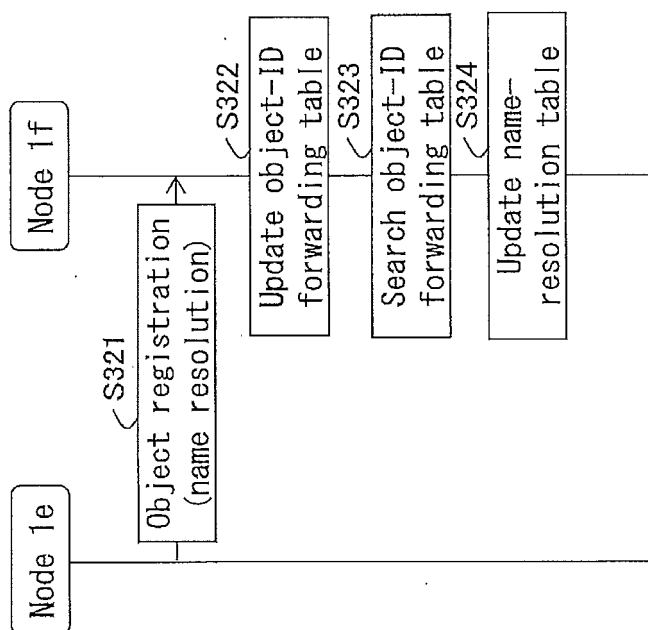 Node 1e
Node 1f
S321
Object registration
(name resolution)
S322
Update object-ID
forwarding table
S323
Search object-ID
forwarding table
S324
Update name-
resolution table